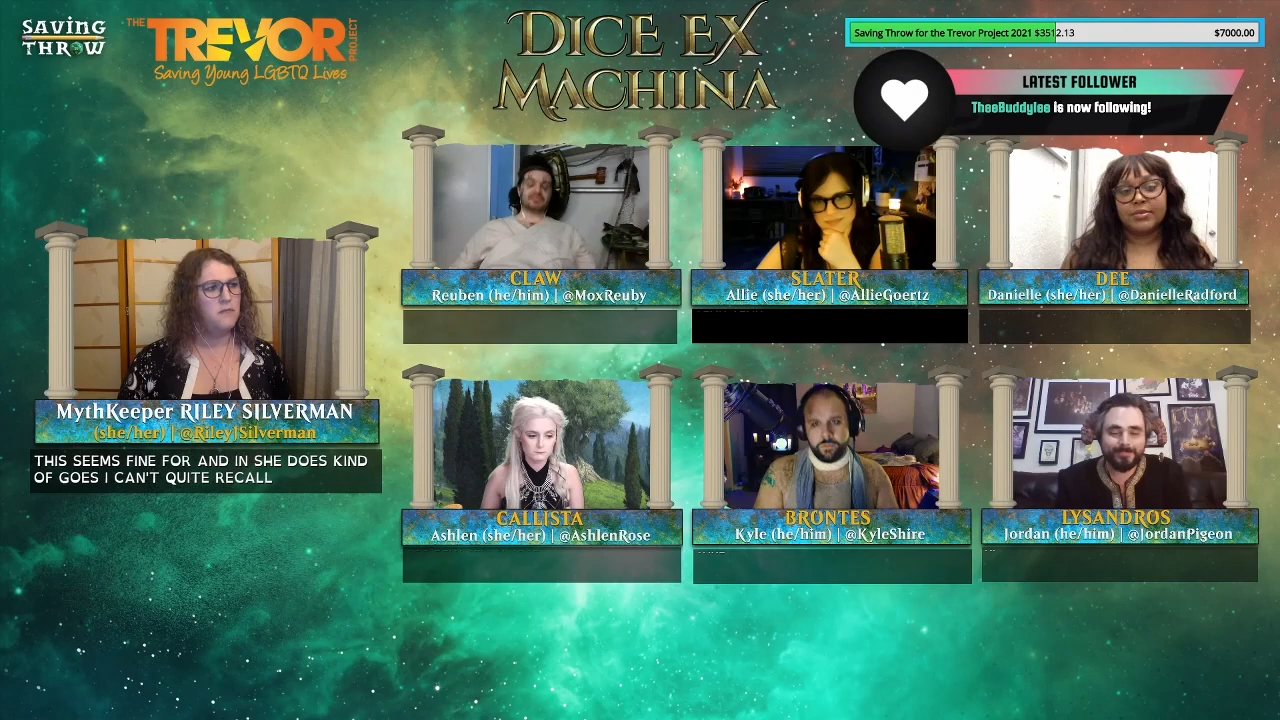 SAVING
THROW
THE
TREVOR
PROJECT
Saving Young LGBTQ Lives
DICE EX
MACHINA
Saving Throw for the Trevor Project 2021 $3512.13
$7000.00
LATEST FOLLOWER
TheeBuddylee is now following!
CLAW
Reuben (he/him) | @MoxReuby
SLATER
Allie (she/her) | @AllieGoertz
DEE
Danielle (she/her) | @DanielleRadford
MythKeeper RILEY SILVERMAN
(she/her) | @RileyJSilverman
THIS SEEMS FINE FOR AND IN SHE DOES KIND
OF GOES I CAN'T QUITE RECALL
CALLISTA
Ashlen (she/her) | @AshlenRose
BRONTES
Kyle (he/him) | @KyleShire
LYSANDROS
Jordan (he/him) | @JordanPigeon